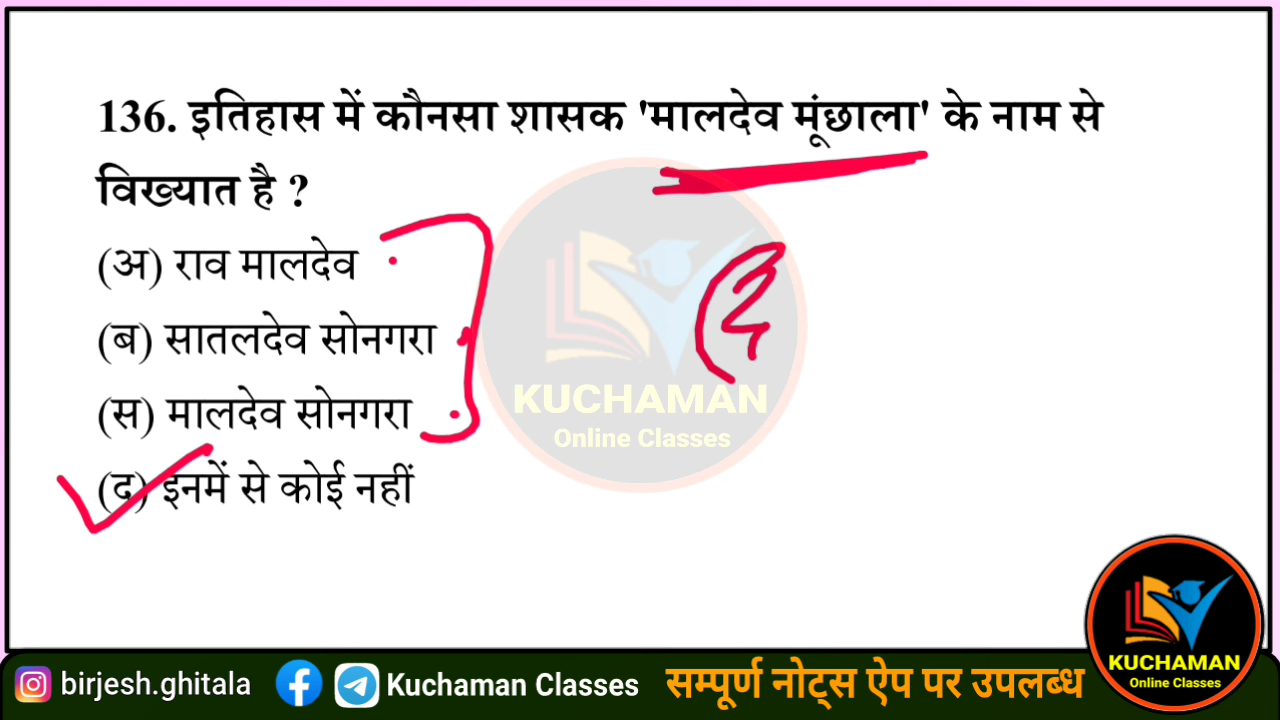 136. इतिहास में कौनसा शासक 'मालदेव मूंछाला' के नाम से
विख्यात है ?
(अ) राव मालदेव
(ब) सातलदेव सोनगरा
(स) मालदेव सोनगरा
(द) इनमें से कोई नहीं
(द
KUCHAMAN
Online Classes
KUCHAMAN
Online Classes
birjesh.ghitala
Kuchaman Classes
सम्पूर्ण नोट्स ऐप पर उपलब्ध